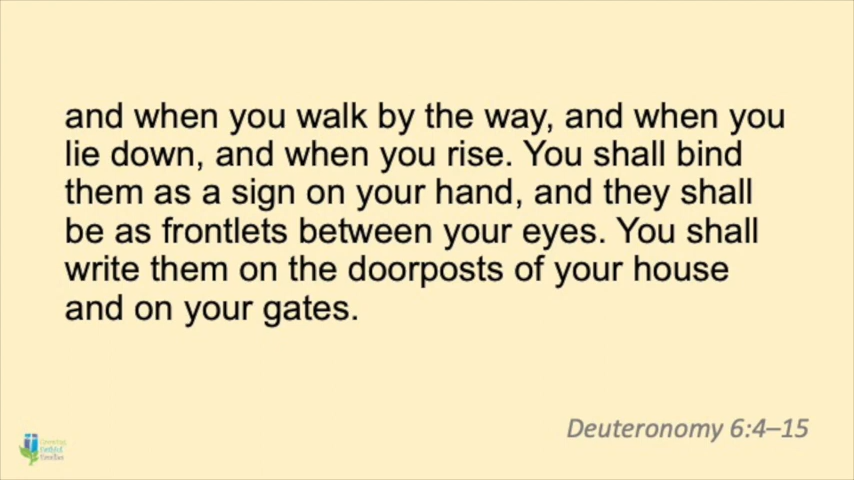 and when you walk by the way, and when you
lie down, and when you rise. You shall bind
them as a sign on your hand, and they shall
be as frontlets between your eyes. You shall
write them on the doorposts of your house
and on your gates.
Deuteronomy 6:4–15